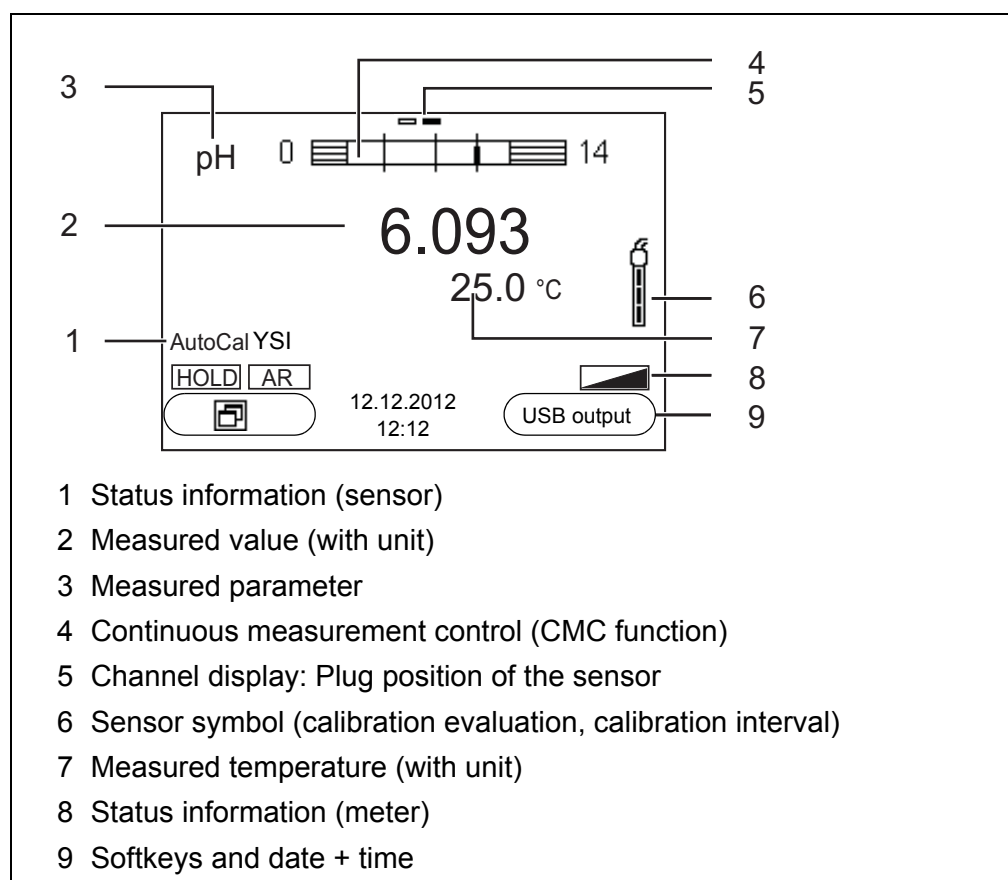 4
5
3
pH 0 14
2 6.093
25.0 °C
6
7
1 AutoCal YSI
HOLD AR
8
12.12.2012
12:12
USB output
9
1 Status information (sensor)
2 Measured value (with unit)
3 Measured parameter
4 Continuous measurement control (CMC function)
5 Channel display: Plug position of the sensor
6 Sensor symbol (calibration evaluation, calibration interval)
7 Measured temperature (with unit)
8 Status information (meter)
9 Softkeys and date + time